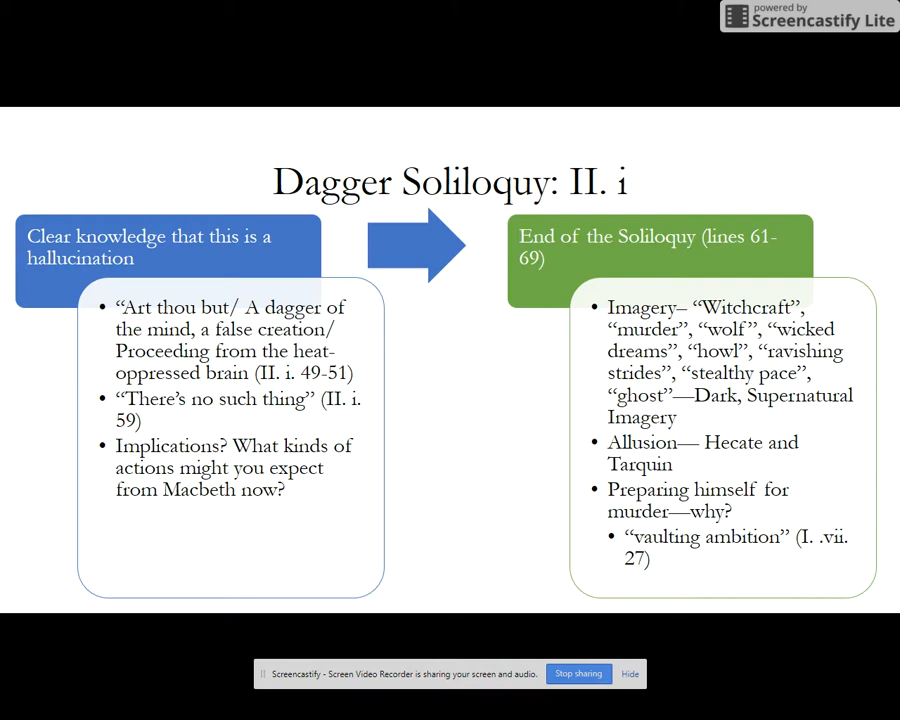 powered by
Screencastify Lite
Dagger Soliloquy: II. i
Clear knowledge that this is a
hallucination
• “Art thou but/ A dagger of
the mind, a false creation/
Proceeding from the heat-
oppressed brain (II. i. 49-51)
• “There’s no such thing” (II. i.
59)
• Implications? What kinds of
actions might you expect
from Macbeth now?
End of the Soliloquy (lines 61-
69)
• Imagery– “Witchcraft”,
“murder”, “wolf”, “wicked
dreams”, “howl”, “ravishing
strides”, “stealthy pace”,
“ghost”—Dark, Supernatural
Imagery
• Allusion— Hecate and
Tarquin
• Preparing himself for
murder—why?
• “vaulting ambition” (I. .vii.
27)
Screencastify - Screen Video Recorder is sharing your screen and audio.
Stop sharing
Hide